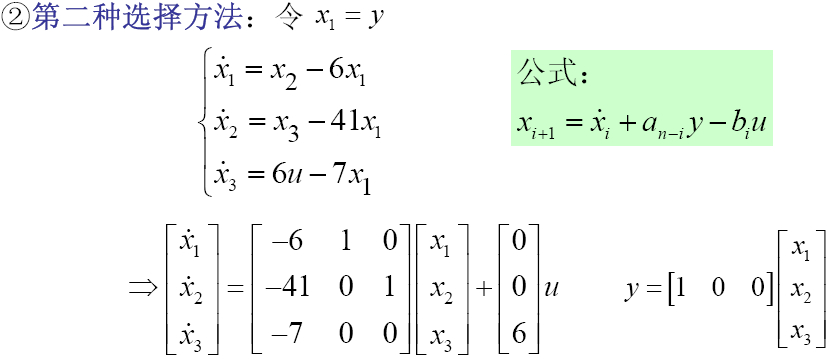 ②第二种选择方法：令 x₁ = y
ẋ₁ = x₂ − 6x₁
ẋ₂ = x₃ − 41x₁
ẋ₃ = 6u − 7x₁
公式：
xᵢ₊₁ = ẋᵢ + aₙ₋ᵢy − bᵢu
⇒ [ẋ₁ ẋ₂ ẋ₃] = [−6 1 0; −41 0 1; −7 0 0] [x₁ x₂ x₃] + [0 0 6] u y = [1 0 0] [x₁ x₂ x₃]